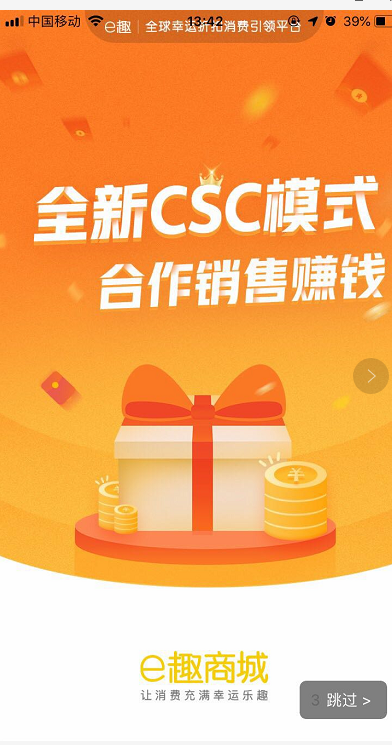 中国移动 13:42 39%
e趣 | 全球幸运折扣消费引领平台
全新CSC模式
合作销售赚钱
e趣商城
让消费充满幸运乐趣
3 跳过 >